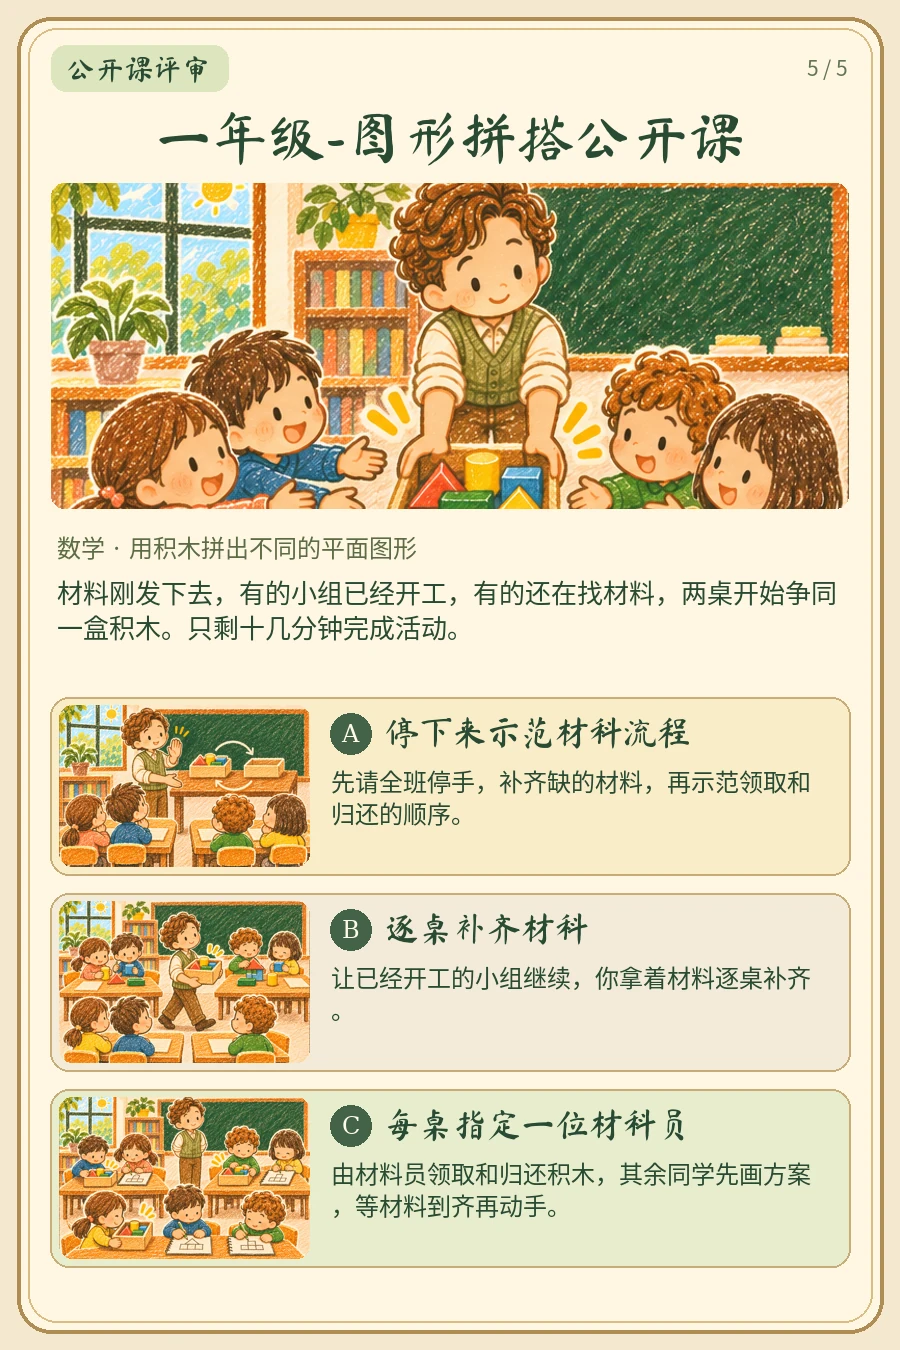 公开课评审
5 / 5
一年级-图形拼搭公开课
数学 · 用积木拼出不同的平面图形
材料刚发下去，有的小组已经开工，有的还在找材料，两桌开始争同
一盒积木。只剩十几分钟完成活动。
A 停下来示范材料流程
先请全班停手，补齐缺的材料，再示范领取和
归还的顺序。
B 逐桌补齐材料
让已经开工的小组继续，你拿着材料逐桌补齐
。
C 每桌指定一位材料员
由材料员领取和归还积木，其余同学先画方案
，等材料到齐再动手。